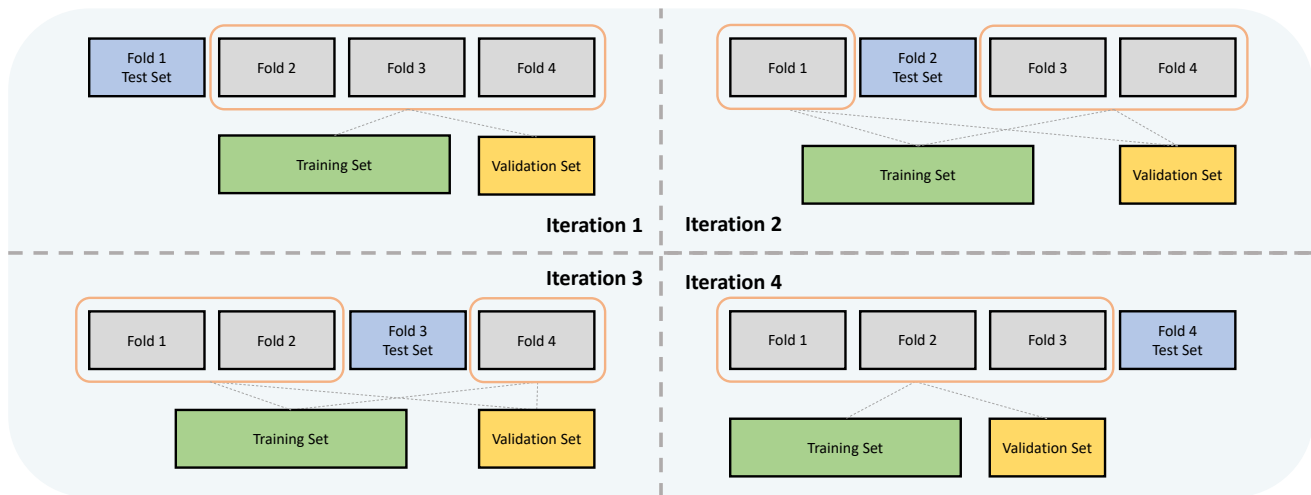 Fold 1
Test Set
Fold 2
Fold 3
Fold 4
Training Set
Validation Set
Iteration 1
Fold 1
Fold 2
Test Set
Fold 3
Fold 4
Training Set
Validation Set
Iteration 2
Iteration 3
Fold 1
Fold 2
Fold 3
Test Set
Fold 4
Training Set
Validation Set
Iteration 4
Fold 1
Fold 2
Fold 3
Fold 4
Test Set
Training Set
Validation Set